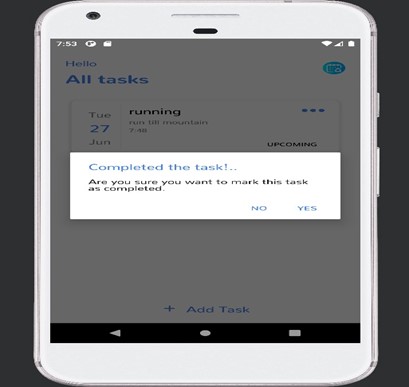 7:53
Hello
All tasks
Tue
27
Jun
running
run till mountain
7:48
UPCOMING
Completed the task!..
Are you sure you want to mark this task
as completed.
NO YES
+ Add Task